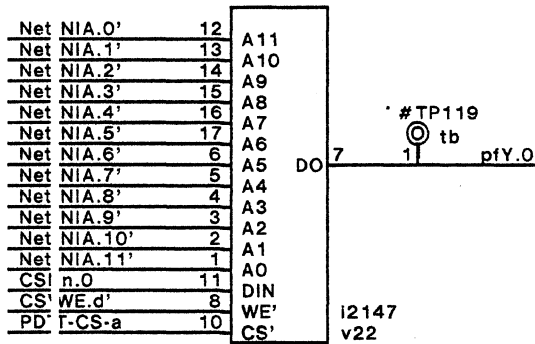 Net NIA.0' 12 A11
Net NIA.1' 13 A10
Net NIA.2' 14 A9
Net NIA.3' 15 A8
Net NIA.4' 16 A7
Net NIA.5' 17 A6
Net NIA.6' 6 A5
Net NIA.7' 5 A4
Net NIA.8' 4 A3
Net NIA.9' 3 A2
Net NIA.10' 2 A1
Net NIA.11' 1 A0
n.0 11 DIN
WE.d' 8 WE'
T-CS-a 10 CS'
DO 7
#TP119
tb
1
pfY.0
i2147
v22